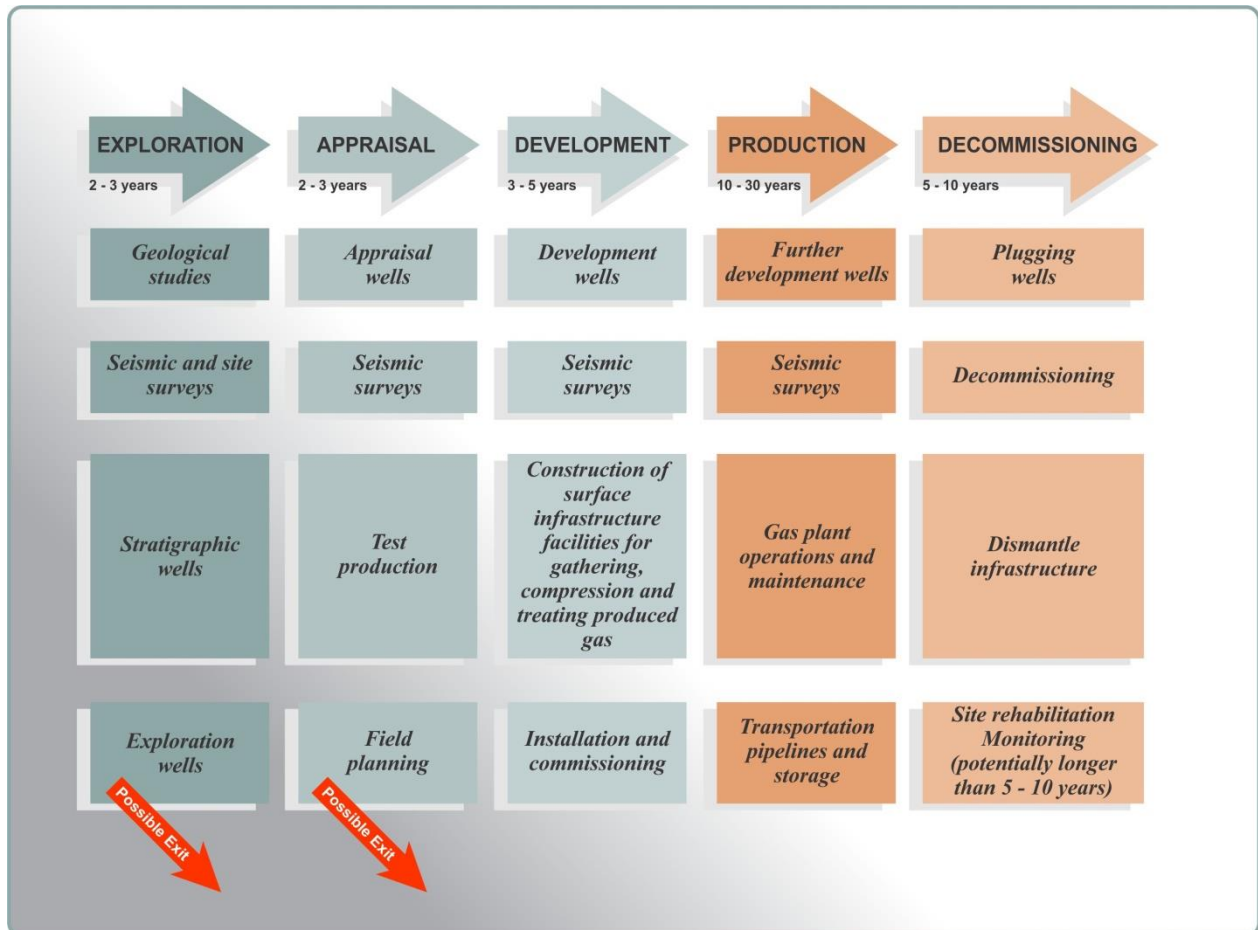 EXPLORATION
2 - 3 years
APPRAISAL
2 - 3 years
DEVELOPMENT
3 - 5 years
PRODUCTION
10 - 30 years
DECOMMISSIONING
5 - 10 years
Geological
studies
Appraisal
wells
Development
wells
Further
development wells
Plugging
wells
Seismic and site
surveys
Seismic
surveys
Seismic
surveys
Seismic
surveys
Decommissioning
Stratigraphic
wells
Test
production
Construction of
surface
infrastructure
facilities for
gathering,
compression and
treating produced
gas
Gas plant
operations and
maintenance
Dismantle
infrastructure
Exploration
wells
Field
planning
Installation and
commissioning
Transportation
pipelines and
storage
Site rehabilitation
Monitoring
(potentially longer
than 5 - 10 years)
Possible Exit
Possible Exit